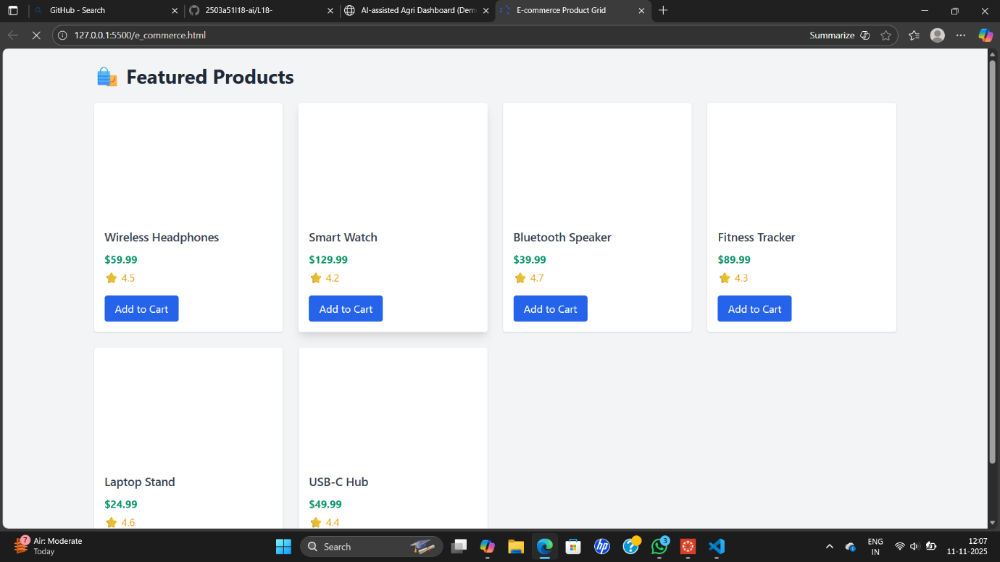 GitHub - Search
2503a51l18-ai/L18-
AI-assisted Agri Dashboard (Dem
E-commerce Product Grid
127.0.0.1:5500/e_commerce.html
Summarize
Featured Products
Wireless Headphones
$59.99
4.5
Add to Cart
Smart Watch
$129.99
4.2
Add to Cart
Bluetooth Speaker
$39.99
4.7
Add to Cart
Fitness Tracker
$89.99
4.3
Add to Cart
Laptop Stand
$24.99
4.6
USB-C Hub
$49.99
4.4
7
Air: Moderate
Today
Search
hp
?
3
ENG
IN
12:07
11-11-2025